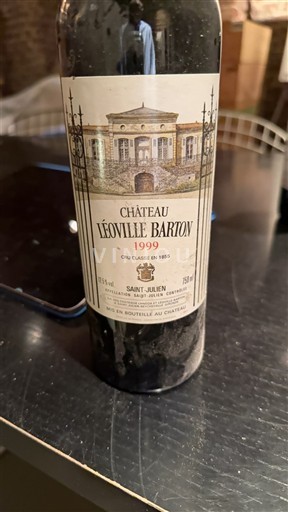 CHÂTEAU
LÉOVILLE BARTON
1999
CRU CLASSÉ EN 1855
SAINT-JULIEN
APPELLATION SAINT-JULIEN CONTRÔLÉE
MIS EN BOUTEILLE AU CHÂTEAU